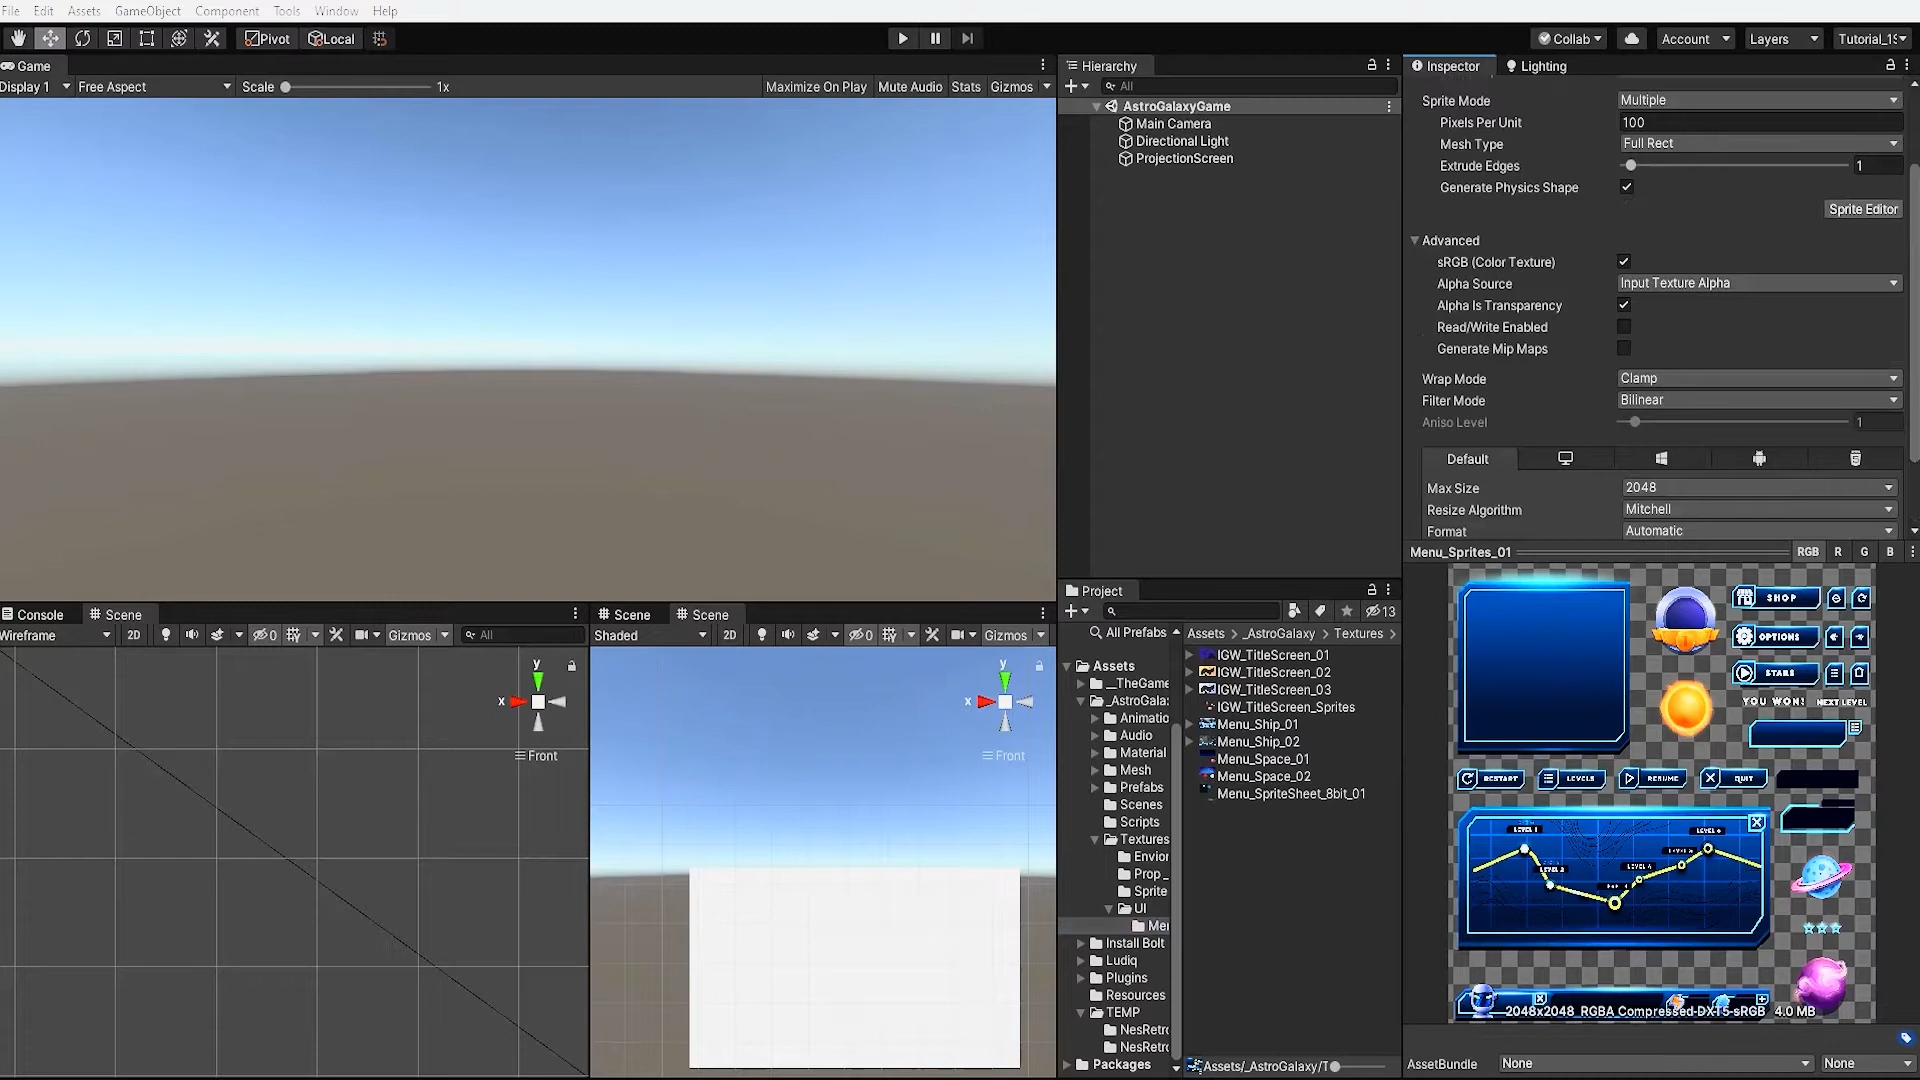 File Edit Assets GameObject Component Tools Window Help
Pivot Local
Collab Account Layers Tutorial_1
Game
Display 1 Free Aspect Scale 1x Maximize On Play Mute Audio Stats Gizmos
Hierarchy
All
AstroGalaxyGame
Main Camera
Directional Light
ProjectionScreen
Inspector Lighting
Sprite Mode Multiple
Pixels Per Unit 100
Mesh Type Full Rect
Extrude Edges 1
Generate Physics Shape
Sprite Editor
Advanced
sRGB (Color Texture)
Alpha Source Input Texture Alpha
Alpha Is Transparency
Read/Write Enabled
Generate Mip Maps
Wrap Mode Clamp
Filter Mode Bilinear
Aniso Level 1
Default
Max Size 2048
Resize Algorithm Mitchell
Format Automatic
Menu_Sprites_01 RGB R G B
SHOP
OPTIONS
STARS
YOU WON! NEXT LEVEL
RESTART LEVELS RESUME QUIT
LEVEL 1
LEVEL 2
LEVEL 4
2048x2048 RGBA Compressed DXT5 sRGB 4.0 MB
AssetBundle None None
Console Scene
Wireframe 2D 0 Gizmos All
y
x
Front
Scene Scene
Shaded 2D 0 Gizmos
y
x
Front
Project
13
All Prefabs
Assets
__TheGame
_AstroGala
Animatio
Audio
Material
Mesh
Prefabs
Scenes
Scripts
Textures
Envior
Prop_
Sprite
UI
Mer
Install Bolt
Ludiq
Plugins
Resources
TEMP
NesRetro
NesRetro
Packages
Assets > _AstroGalaxy > Textures >
IGW_TitleScreen_01
IGW_TitleScreen_02
IGW_TitleScreen_03
IGW_TitleScreen_Sprites
Menu_Ship_01
Menu_Ship_02
Menu_Space_01
Menu_Space_02
Menu_SpriteSheet_8bit_01
Assets/_AstroGalaxy/T